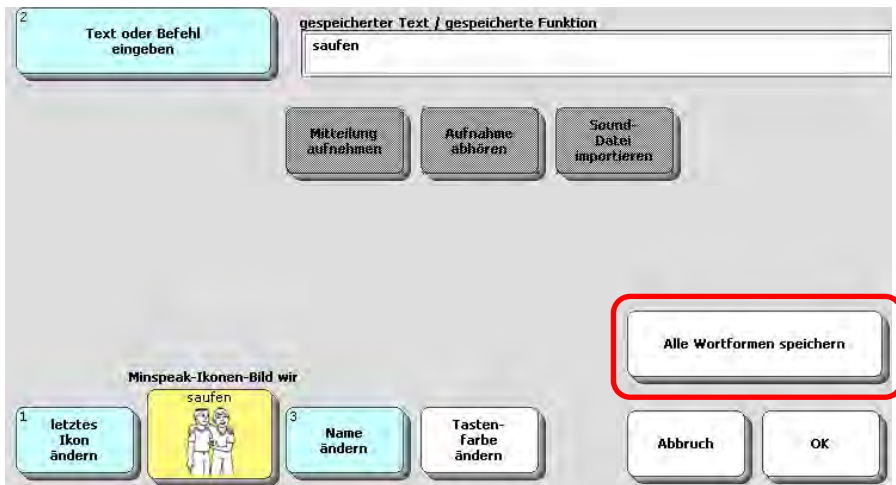 2
Text oder Befehl
eingeben
gespeicherter Text / gespeicherte Funktion
saufen
Mitteilung
aufnehmen
Aufnahme
abhören
Sound-
Datei
importieren
Alle Wortformen speichern
Minspeak-Ikonen-Bild wir
1
letztes
Ikon
ändern
saufen
3
Name
ändern
Tasten-
farbe
ändern
Abbruch
OK